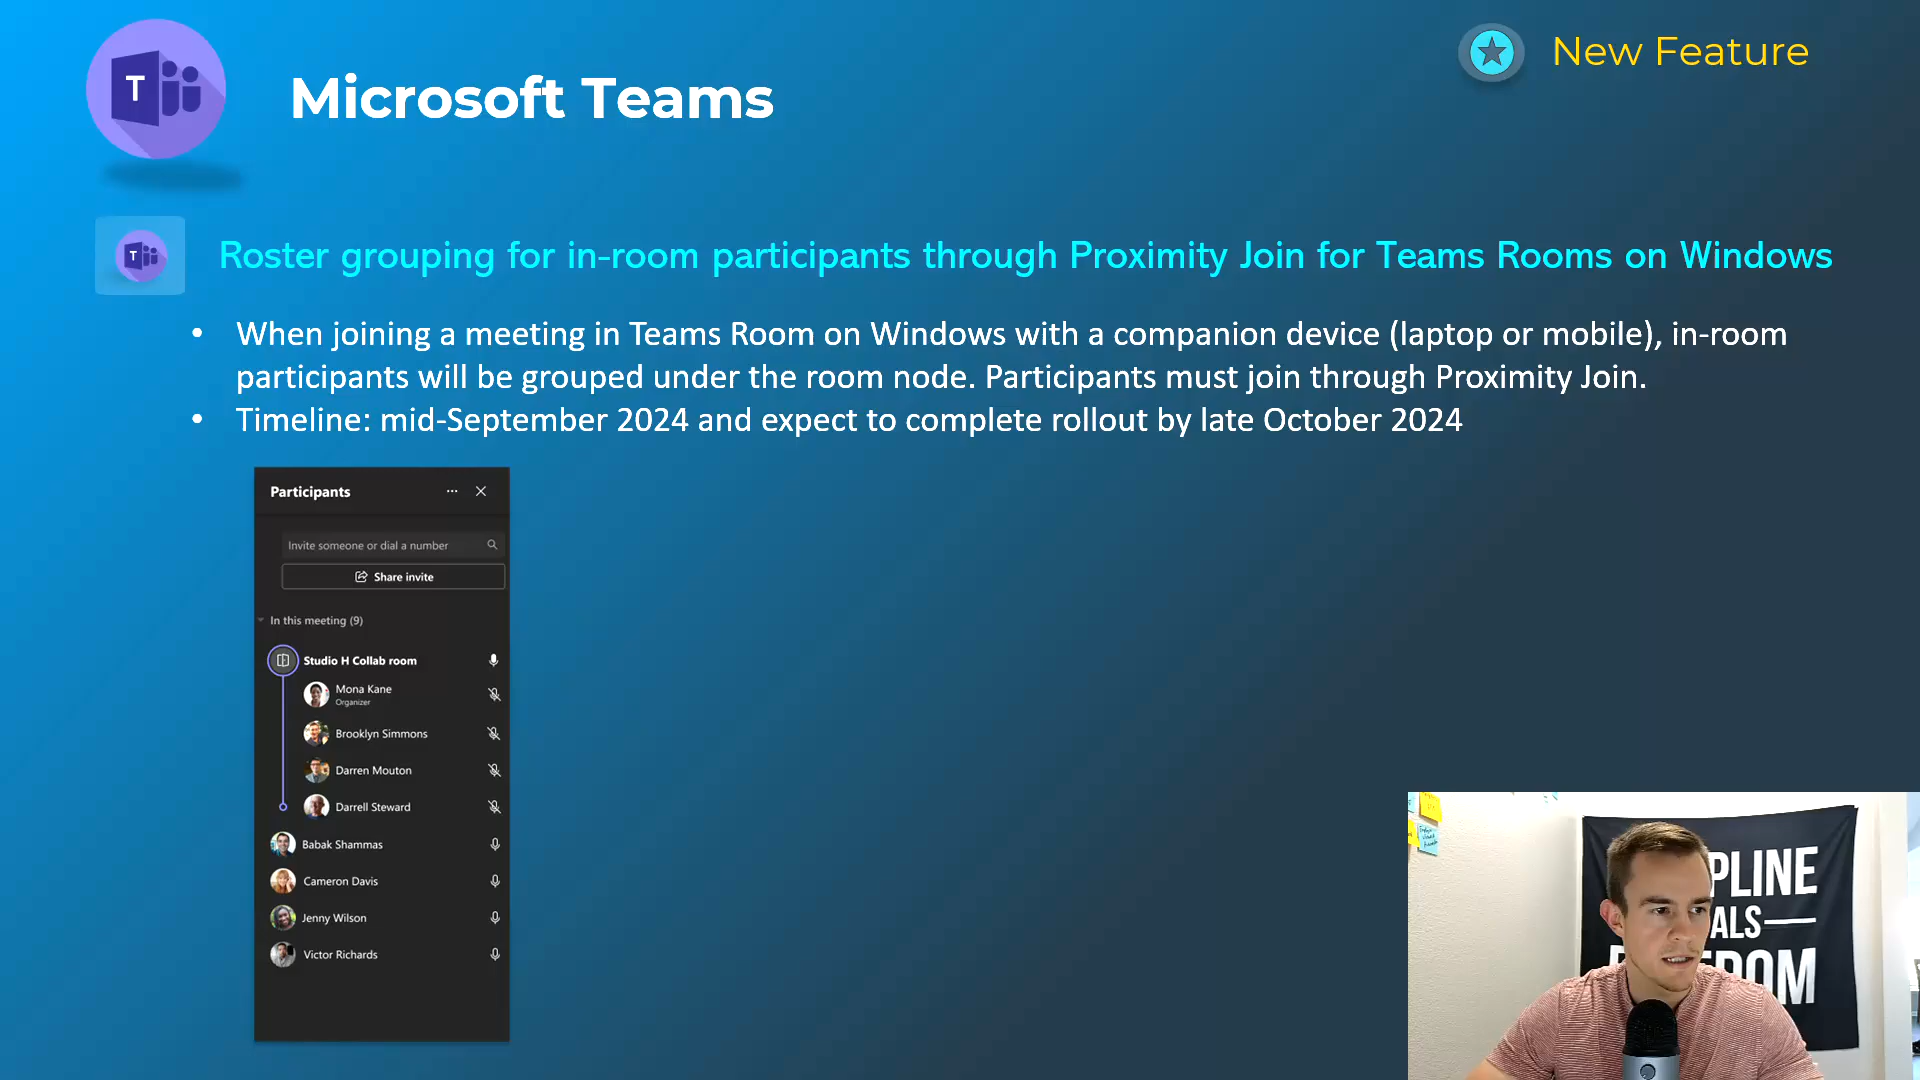 T
Microsoft Teams
New Feature
T
Roster grouping for in-room participants through Proximity Join for Teams Rooms on Windows
• When joining a meeting in Teams Room on Windows with a companion device (laptop or mobile), in-room
participants will be grouped under the room node. Participants must join through Proximity Join.
• Timeline: mid-September 2024 and expect to complete rollout by late October 2024
Participants
Invite someone or dial a number
Share invite
In this meeting (9)
Studio H Collab room
Mona Kane
Organizer
Brooklyn Simmons
Darren Mouton
Darrell Steward
Babak Shammas
Cameron Davis
Jenny Wilson
Victor Richards
PLINE
ALS
DOM